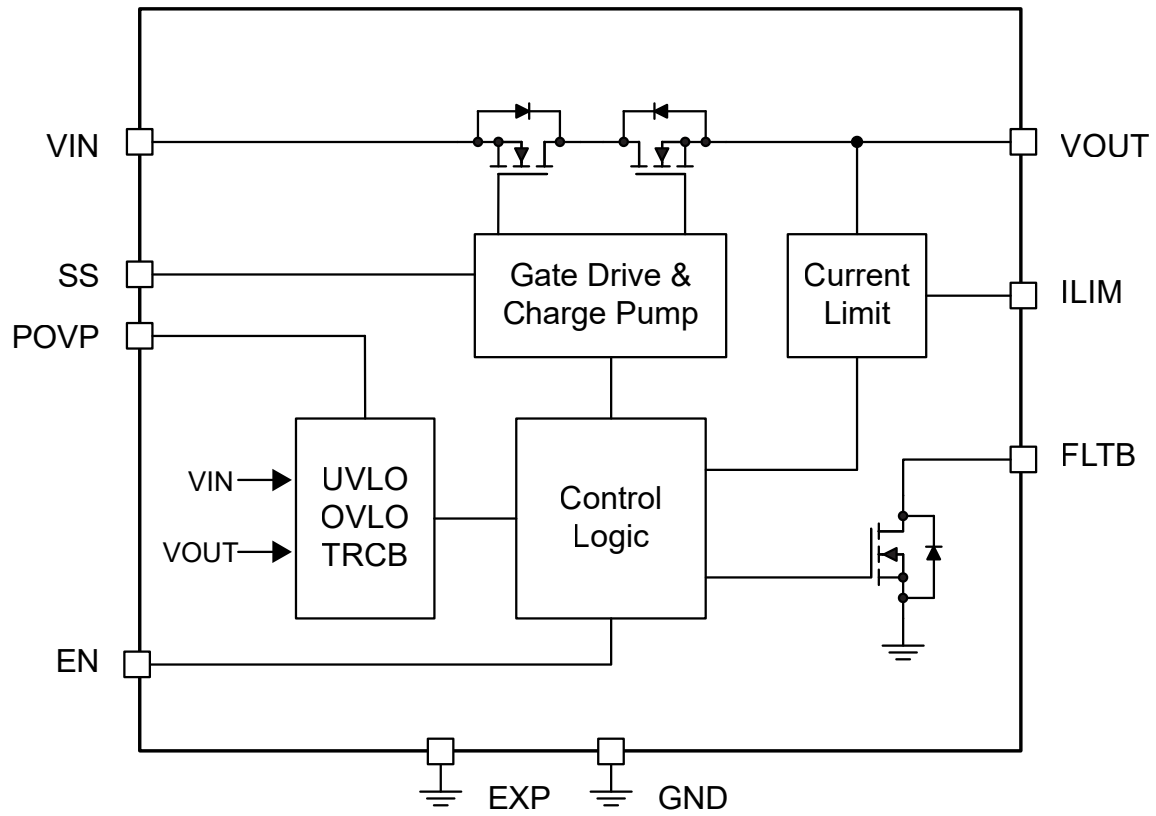 VIN
VOUT
SS
Gate Drive &
Charge Pump
Current
Limit
ILIM
POVP
FLTB
VIN
VOUT
UVLO
OVLO
TRCB
Control
Logic
EN
EXP
GND